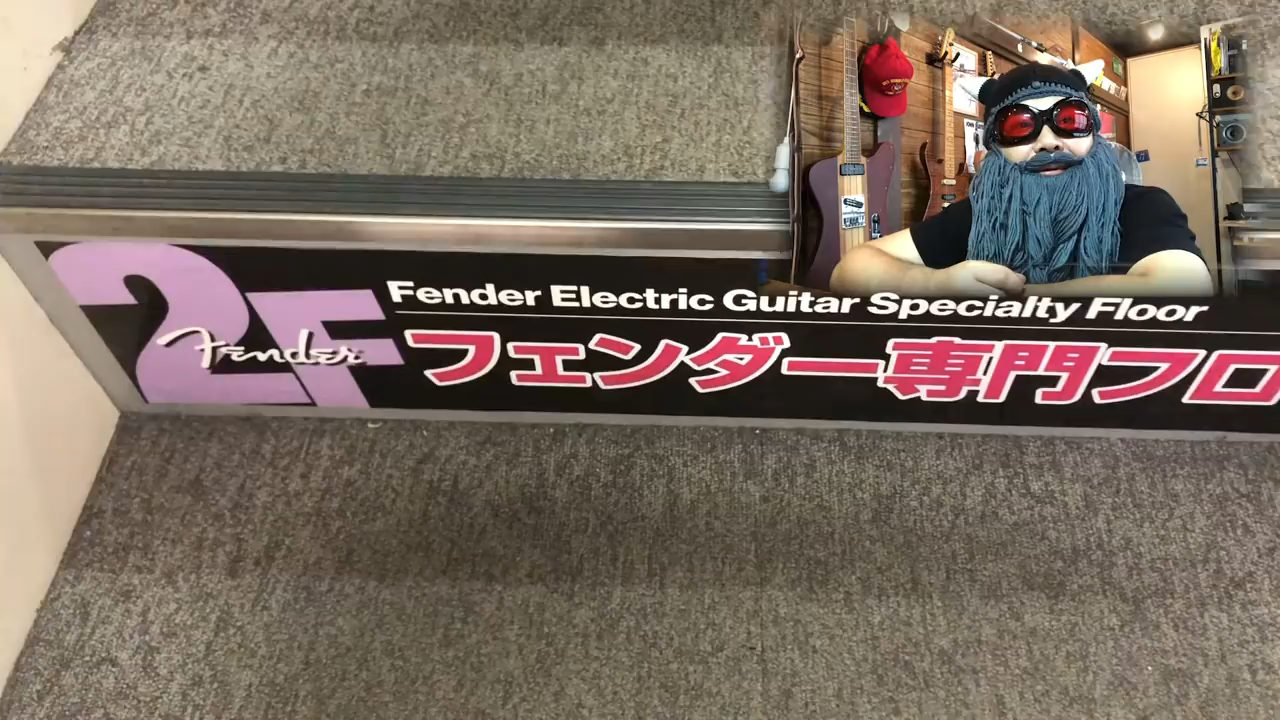 2F
Fender
Fender Electric Guitar Specialty Floor
フェンダー専門フロ